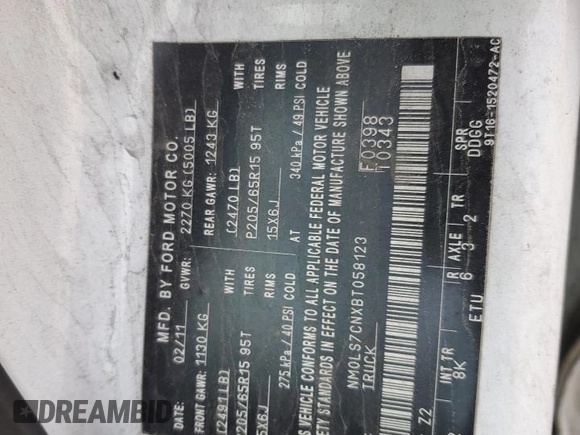 MFD. BY FORD MOTOR CO.
DATE: 02/11 GVWR: 2270 KG (5005 LB)
FRONT GAWR: 1130 KG REAR GAWR: 1243 KG
(2491 LB) WITH (2470 LB) WITH
P205/65R15 95T TIRES P205/65R15 95T TIRES
15X6J RIMS 15X6J RIMS
275 kPa / 40 PSI COLD AT 340 kPa / 49 PSI COLD
VEHICLE CONFORMS TO ALL APPLICABLE FEDERAL MOTOR VEHICLE
STANDARDS IN EFFECT ON THE DATE OF MANUFACTURE SHOWN ABOVE
NM0LS7CNXBT058123 F0398
TRUCK T0343
Z2
INT TR R AXLE TR SPR
8K 6 3 2 DDGG
ETU 9T16-1520472-AC
DREAMBID